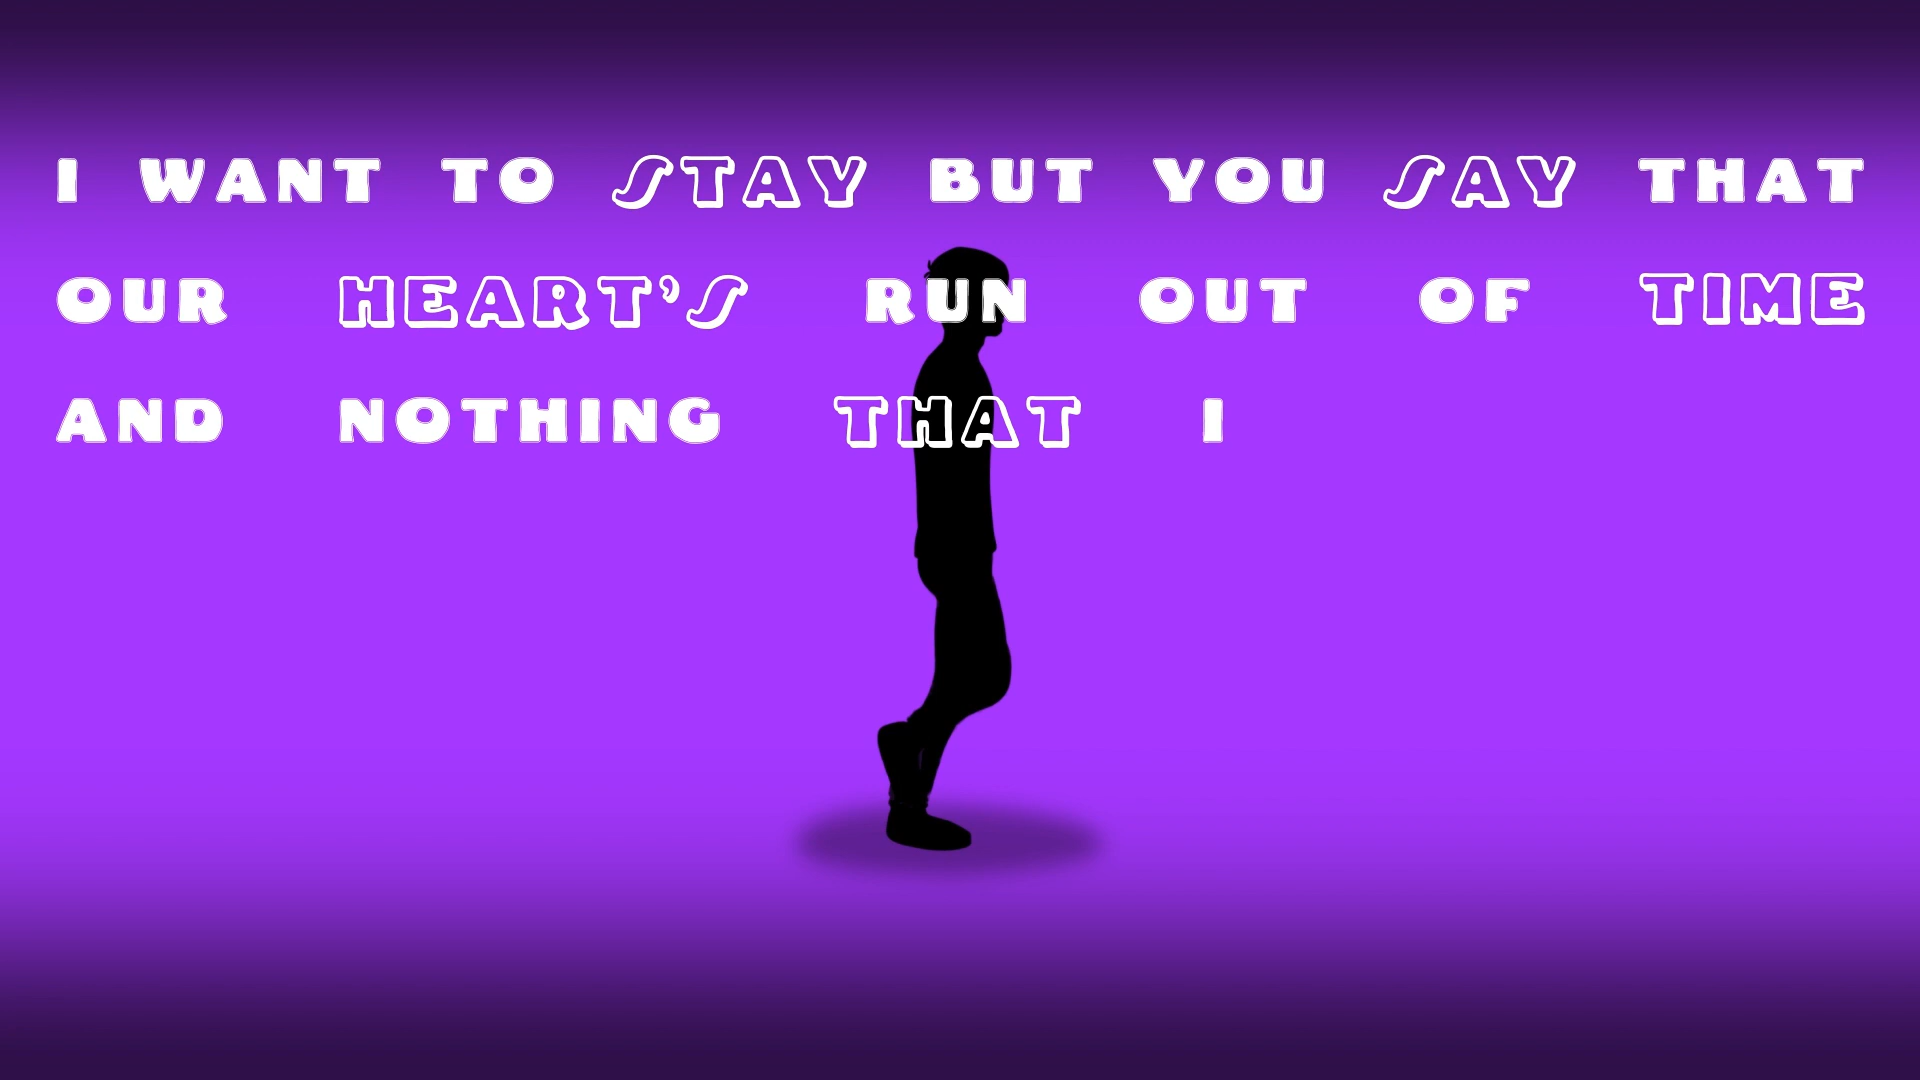 I WANT TO STAY BUT YOU SAY THAT
OUR HEART'S RUN OUT OF TIME
AND NOTHING THAT I